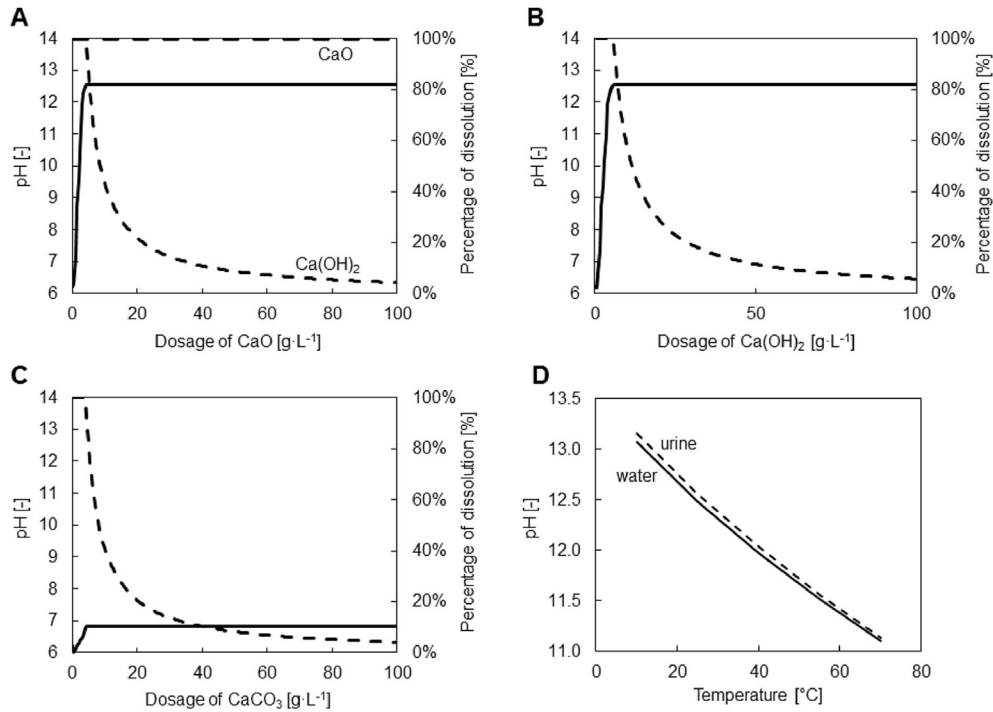 A
14
13
12
11
10
9
8
7
6
pH [-]
100%
80%
60%
40%
20%
0%
Percentage of dissolution [%]
CaO
Ca(OH)₂
0 20 40 60 80 100
Dosage of CaO [g·L⁻¹]
B
14
13
12
11
10
9
8
7
6
pH [-]
100%
80%
60%
40%
20%
0%
Percentage of dissolution [%]
0 50 100
Dosage of Ca(OH)₂ [g·L⁻¹]
C
14
13
12
11
10
9
8
7
6
pH [-]
100%
80%
60%
40%
20%
0%
Percentage of dissolution [%]
0 20 40 60 80 100
Dosage of CaCO₃ [g·L⁻¹]
D
13.5
13.0
12.5
12.0
11.5
11.0
pH [-]
urine
water
0 20 40 60 80
Temperature [°C]